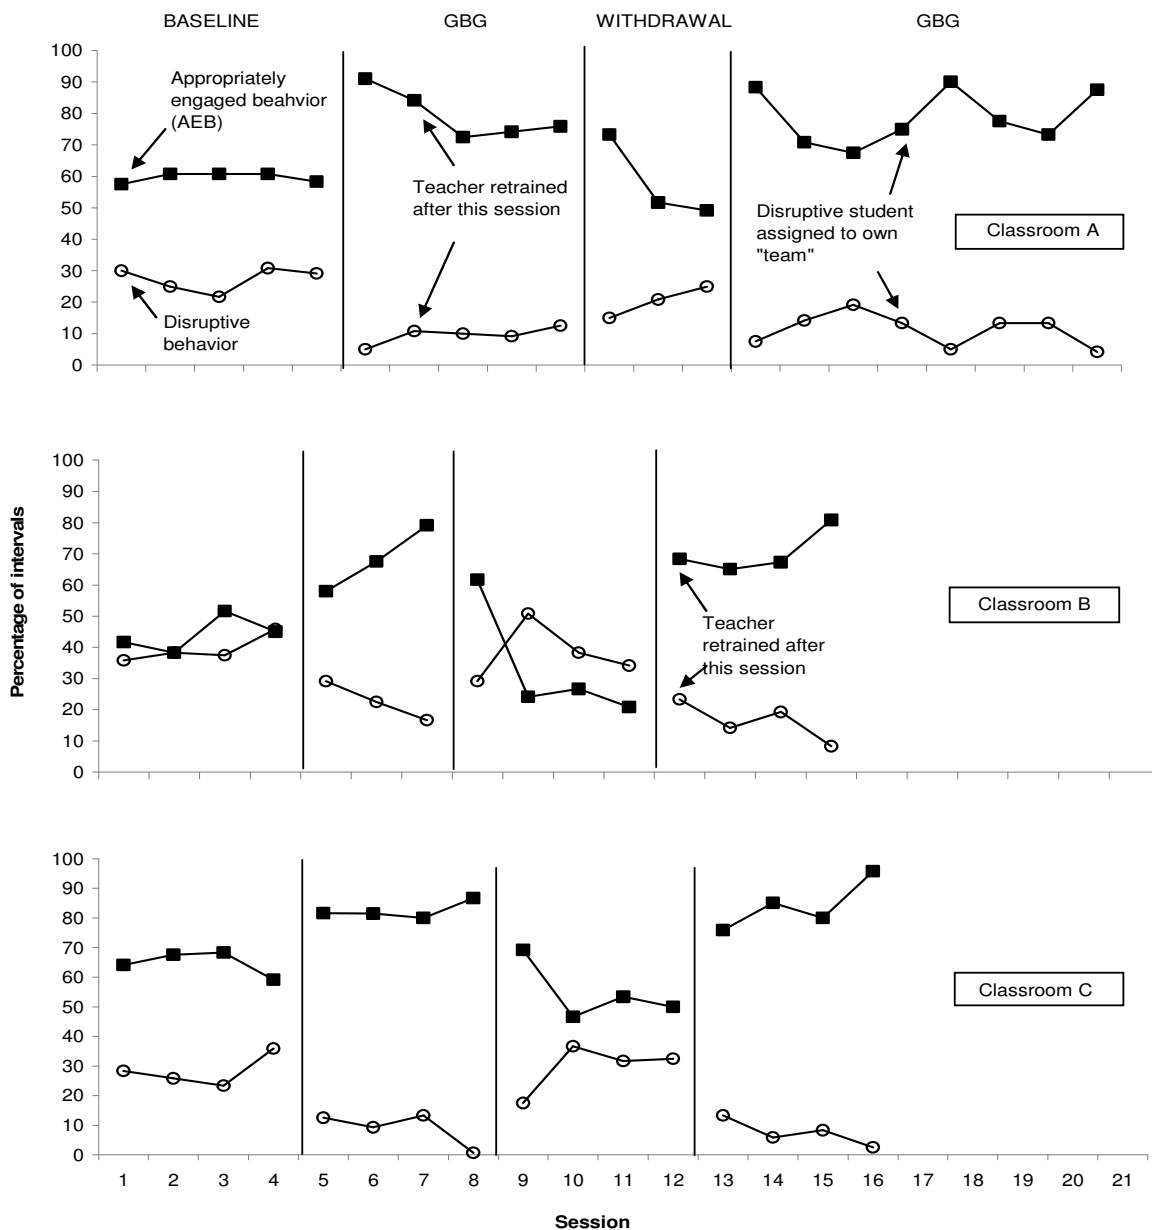 BASELINE GBG WITHDRAWAL GBG
100
90
80
70
60
50
40
30
20
10
0
Appropriately
engaged beahvior
(AEB)
Disruptive
behavior
Teacher retrained
after this session
Disruptive student
assigned to own
"team"
Classroom A
Percentage of intervals
100
90
80
70
60
50
40
30
20
10
0
Teacher
retrained after
this session
Classroom B
100
90
80
70
60
50
40
30
20
10
0
Classroom C
1 2 3 4 5 6 7 8 9 10 11 12 13 14 15 16 17 18 19 20 21
Session